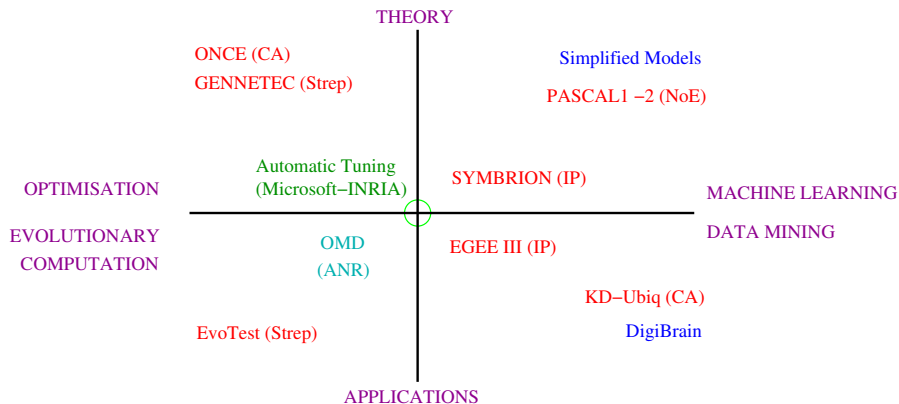 THEORY
ONCE (CA)
GENNETEC (Strep)
Simplified Models
PASCAL1 −2 (NoE)
Automatic Tuning
(Microsoft−INRIA)
SYMBRION (IP)
OPTIMISATION
MACHINE LEARNING
EVOLUTIONARY
COMPUTATION
DATA MINING
OMD
(ANR)
EGEE III (IP)
KD−Ubiq (CA)
EvoTest (Strep)
DigiBrain
APPLICATIONS